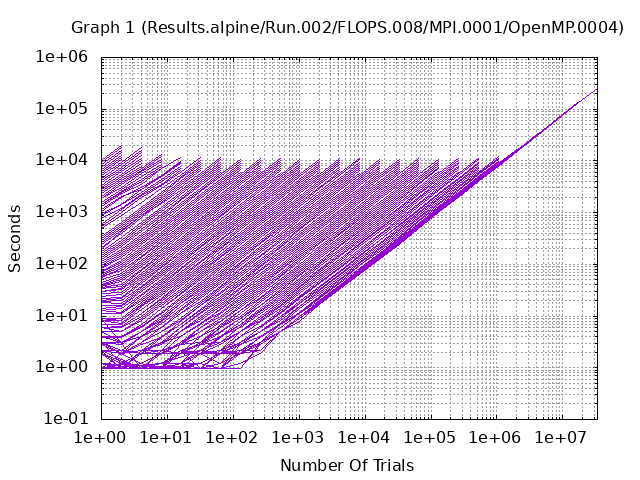 Graph 1 (Results.alpine/Run.002/FLOPS.008/MPI.0001/OpenMP.0004)
1e+06
1e+05
1e+04
1e+03
1e+02
1e+01
1e+00
1e-01
Seconds
1e+00 1e+01 1e+02 1e+03 1e+04 1e+05 1e+06 1e+07
Number Of Trials